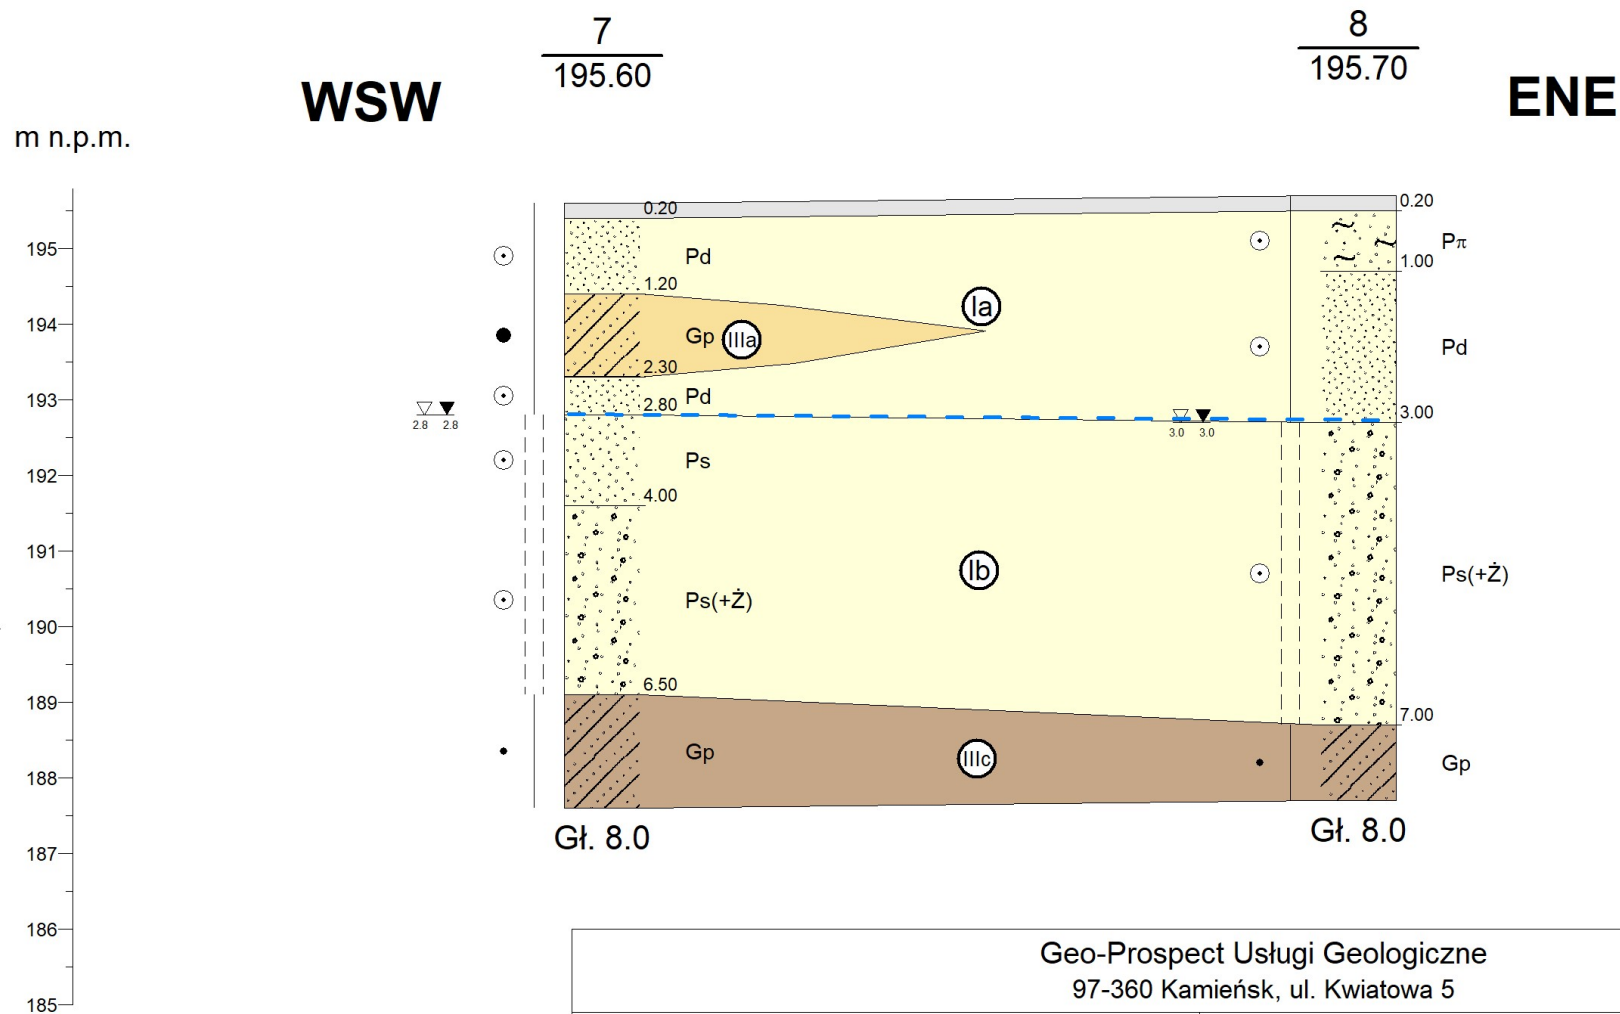 7
8
195.60
195.70
WSW
ENE
m n.p.m.
0.20
0.20
195
Pd
Pπ
1.00
1.20
Ia
194
Gp
IIIa
Pd
2.30
193
Pd
2.80
3.00
2.8 2.8
3.0 3.0
192
Ps
4.00
191
Ib
Ps(+Ż)
190
Ps(+Ż)
6.50
189
7.00
Gp
IIIc
Gp
188
Gł. 8.0
Gł. 8.0
187
186
Geo-Prospect Usługi Geologiczne
97-360 Kamieńsk, ul. Kwiatowa 5
185